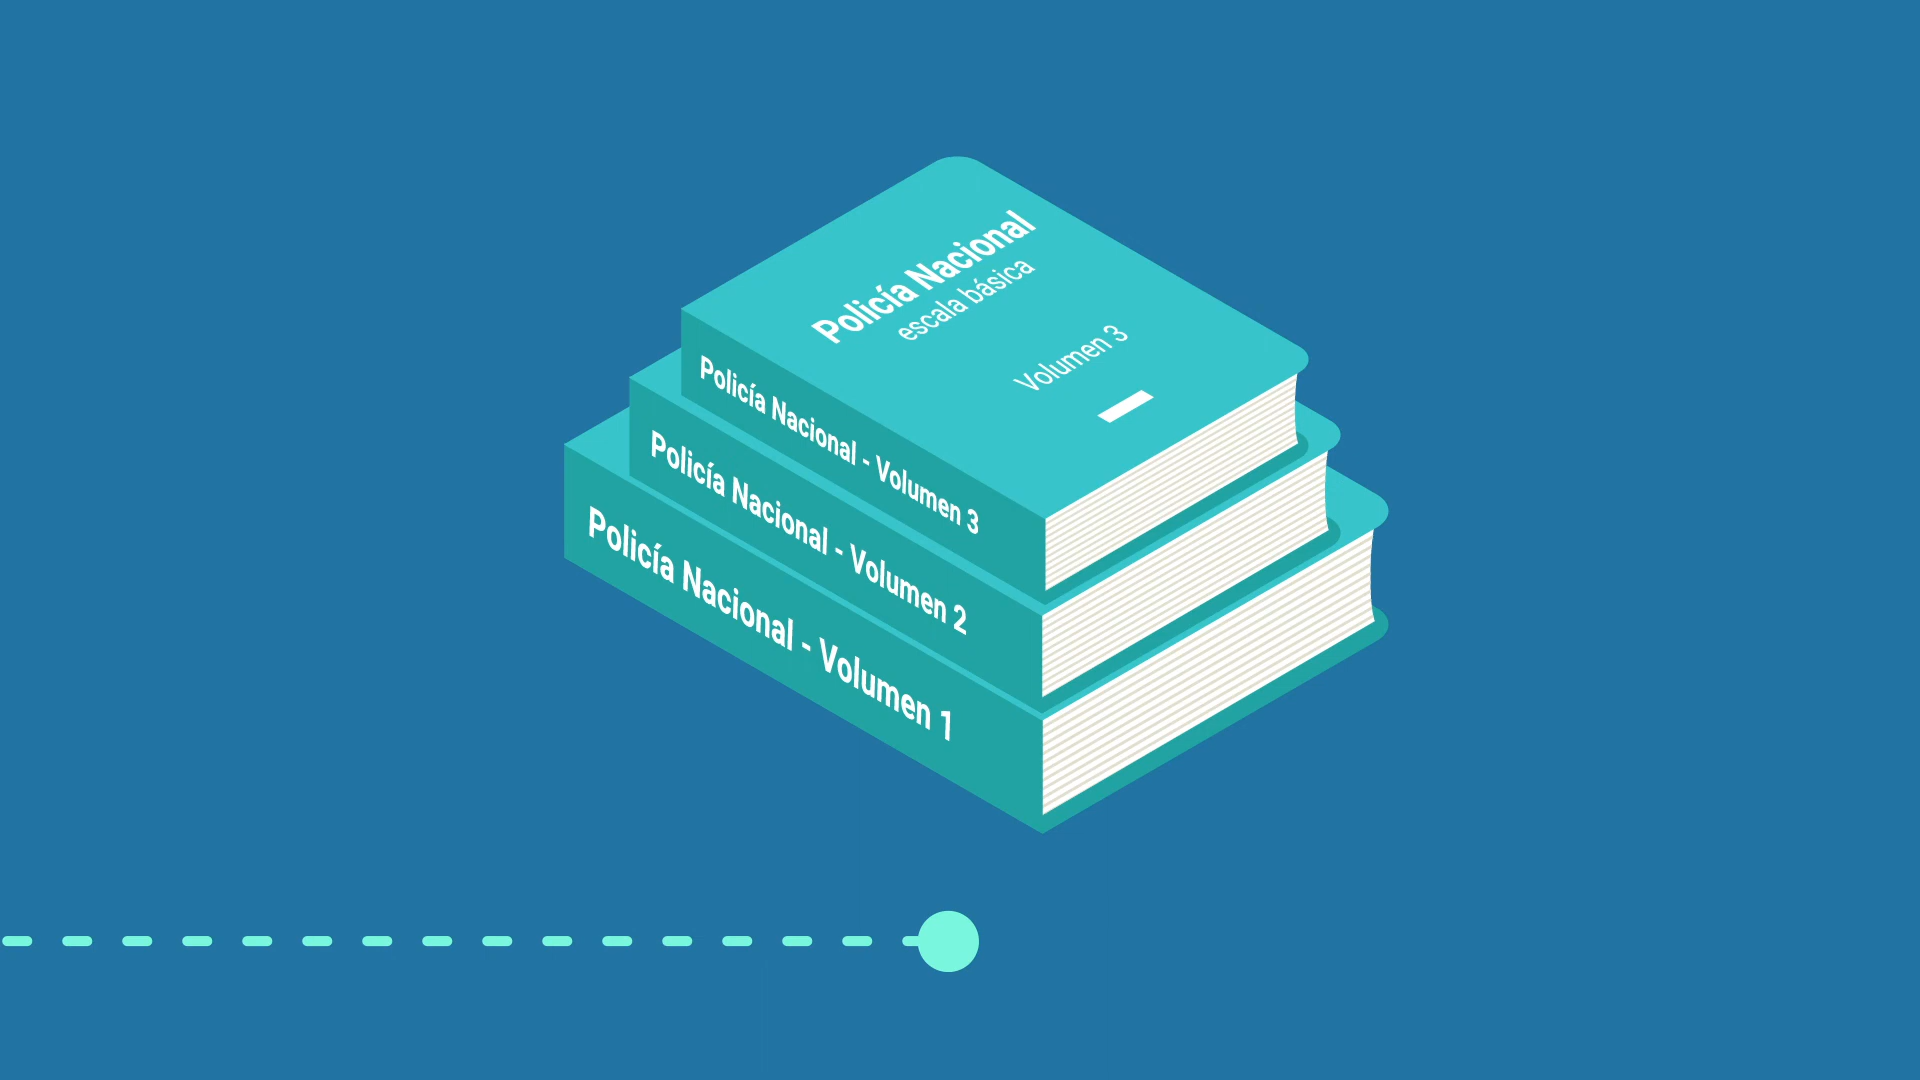 Policía Nacional
escala básica
Volumen 3
Policía Nacional - Volumen 3
Policía Nacional - Volumen 2
Policía Nacional - Volumen 1